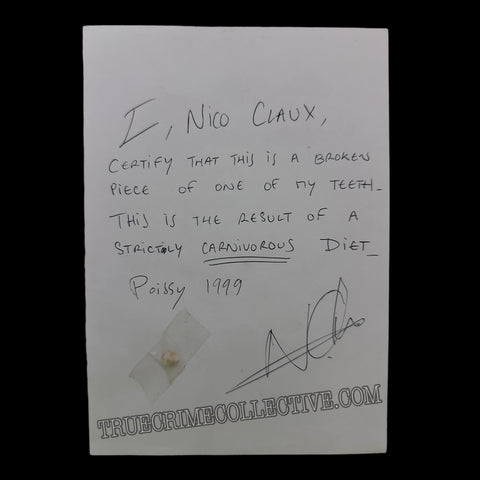 I, NICO CLAUX,
CERTIFY THAT THIS IS A BROKEN
PIECE OF ONE OF MY TEETH_
THIS IS THE RESULT OF A
STRICTLY CARNIVOROUS DIET_
Poissy 1999
TRUECRIMECOLLECTIVE.COM